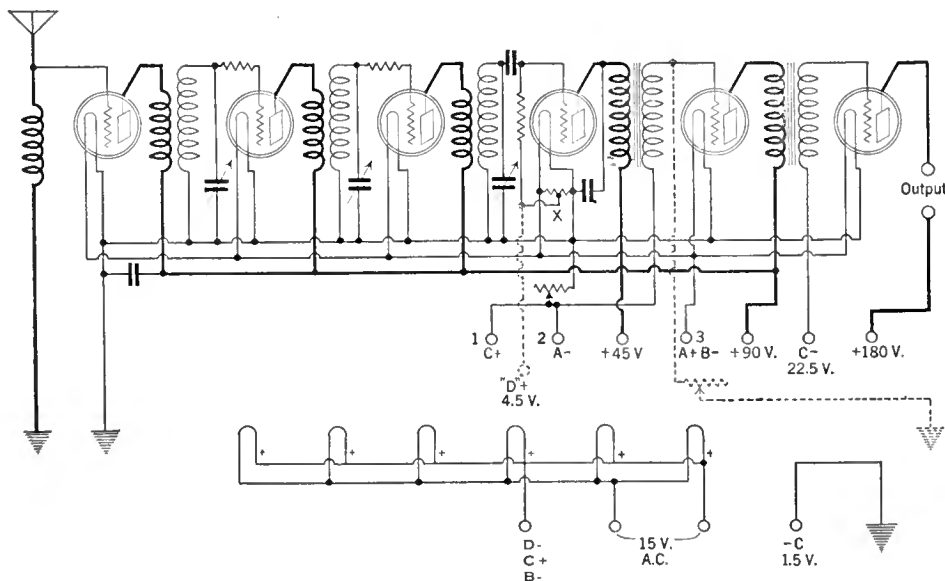 Output
X
1
C+
2
A-
+45 V
3
A+B-
+90 V.
C-
22.5 V.
+180 V.
"D"+
4.5 V.
+ + + + + +
D-
C+
B-
15 V.
A.C.
-C
1.5 V.